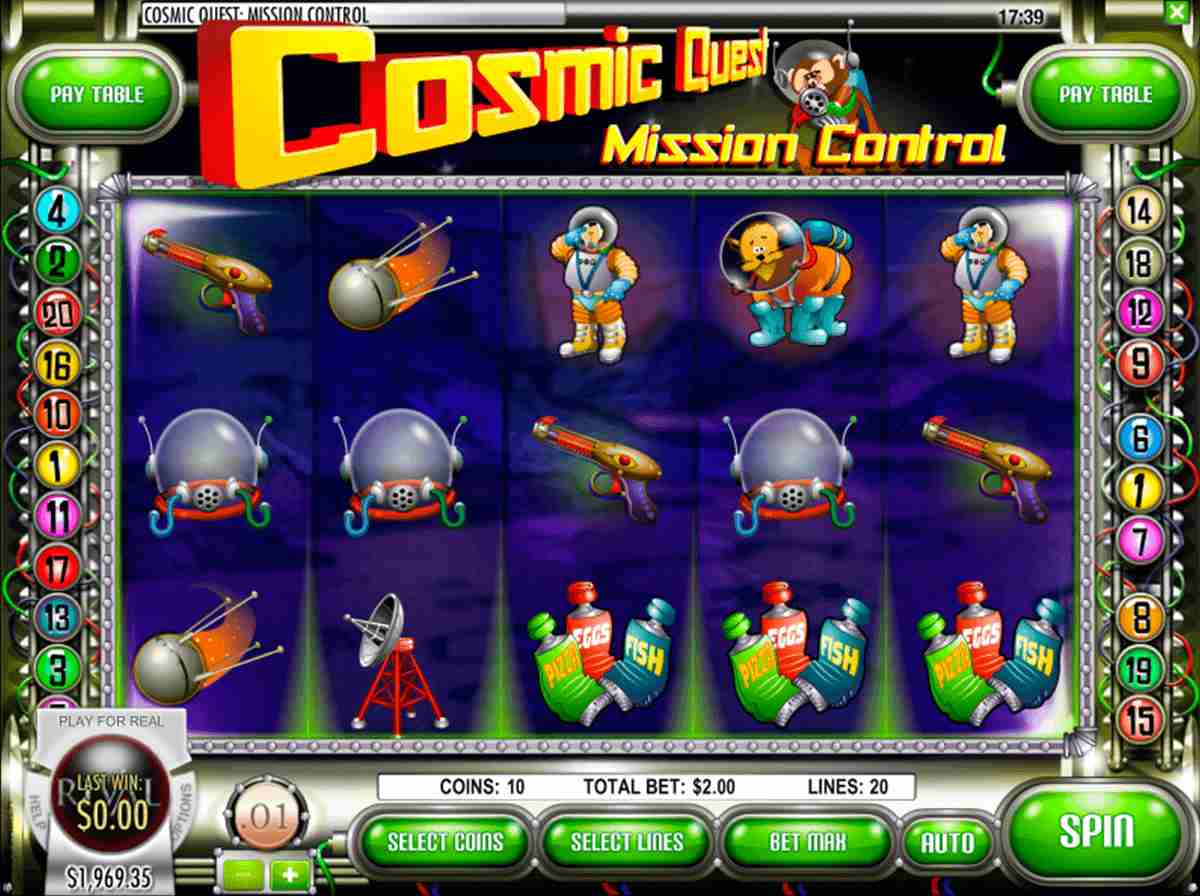 COSMIC QUEST: MISSION CONTROL
17:39
PAY TABLE
Cosmic Quest
Mission Control
PAY TABLE
4
2
20
16
10
1
11
17
13
3
14
18
12
9
6
1
7
8
19
15
PIZZA EGGS FISH
PIZZA EGGS FISH
PIZZA EGGS FISH
PLAY FOR REAL
LAST WIN:
$0.00
HELP
OPTIONS
$1,969.35
.01
COINS: 10 TOTAL BET: $2.00 LINES: 20
SELECT COINS
SELECT LINES
BET MAX
AUTO
SPIN
- +